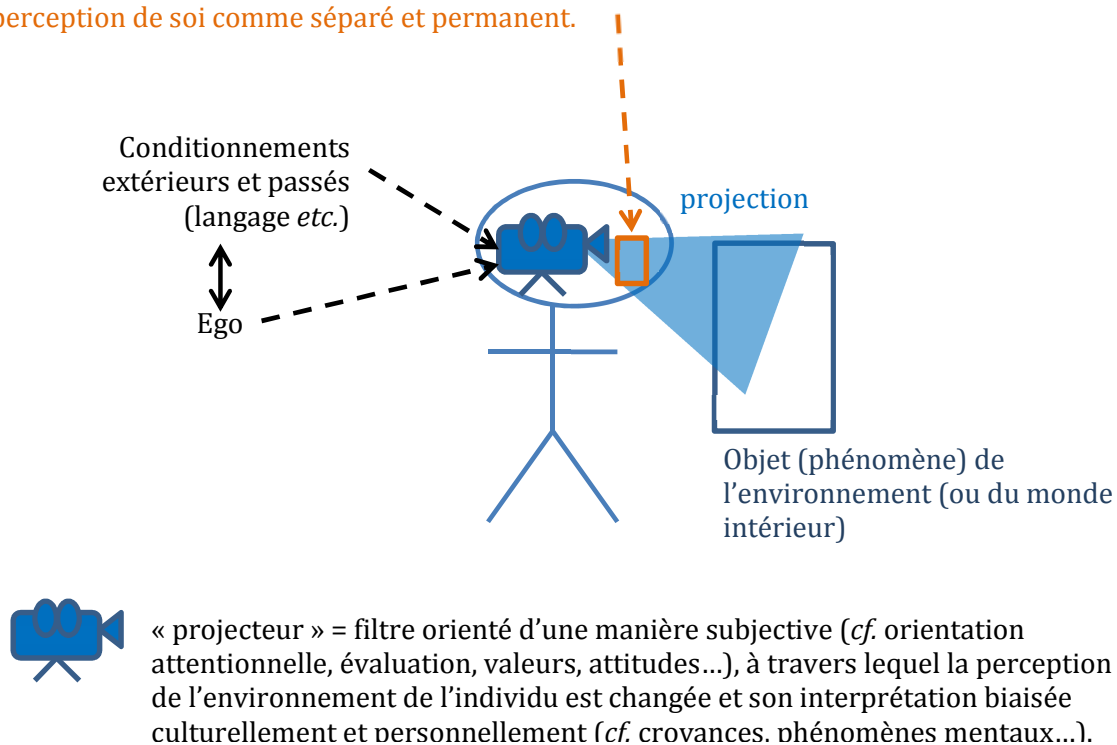 perception de soi comme séparé et permanent.
Conditionnements
extérieurs et passés
(langage etc.)
projection
Ego
Objet (phénomène) de
l’environnement (ou du monde
intérieur)
« projecteur » = filtre orienté d’une manière subjective (cf. orientation
attentionnelle, évaluation, valeurs, attitudes…), à travers lequel la perception
de l’environnement de l’individu est changée et son interprétation biaisée
culturellement et personnellement (cf. croyances, phénomènes mentaux…).